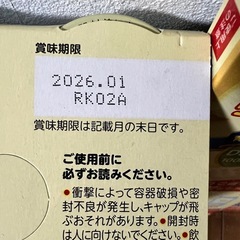 賞味期限
2026.01
RK02A
賞味期限は記載月の末日です。
ご使用前に
必ずお読みください。
●衝撃によって容器破損や密
封不良が発生し、キャップが飛
ぶおそれがあります。●開封時
は人に向けないでくだ